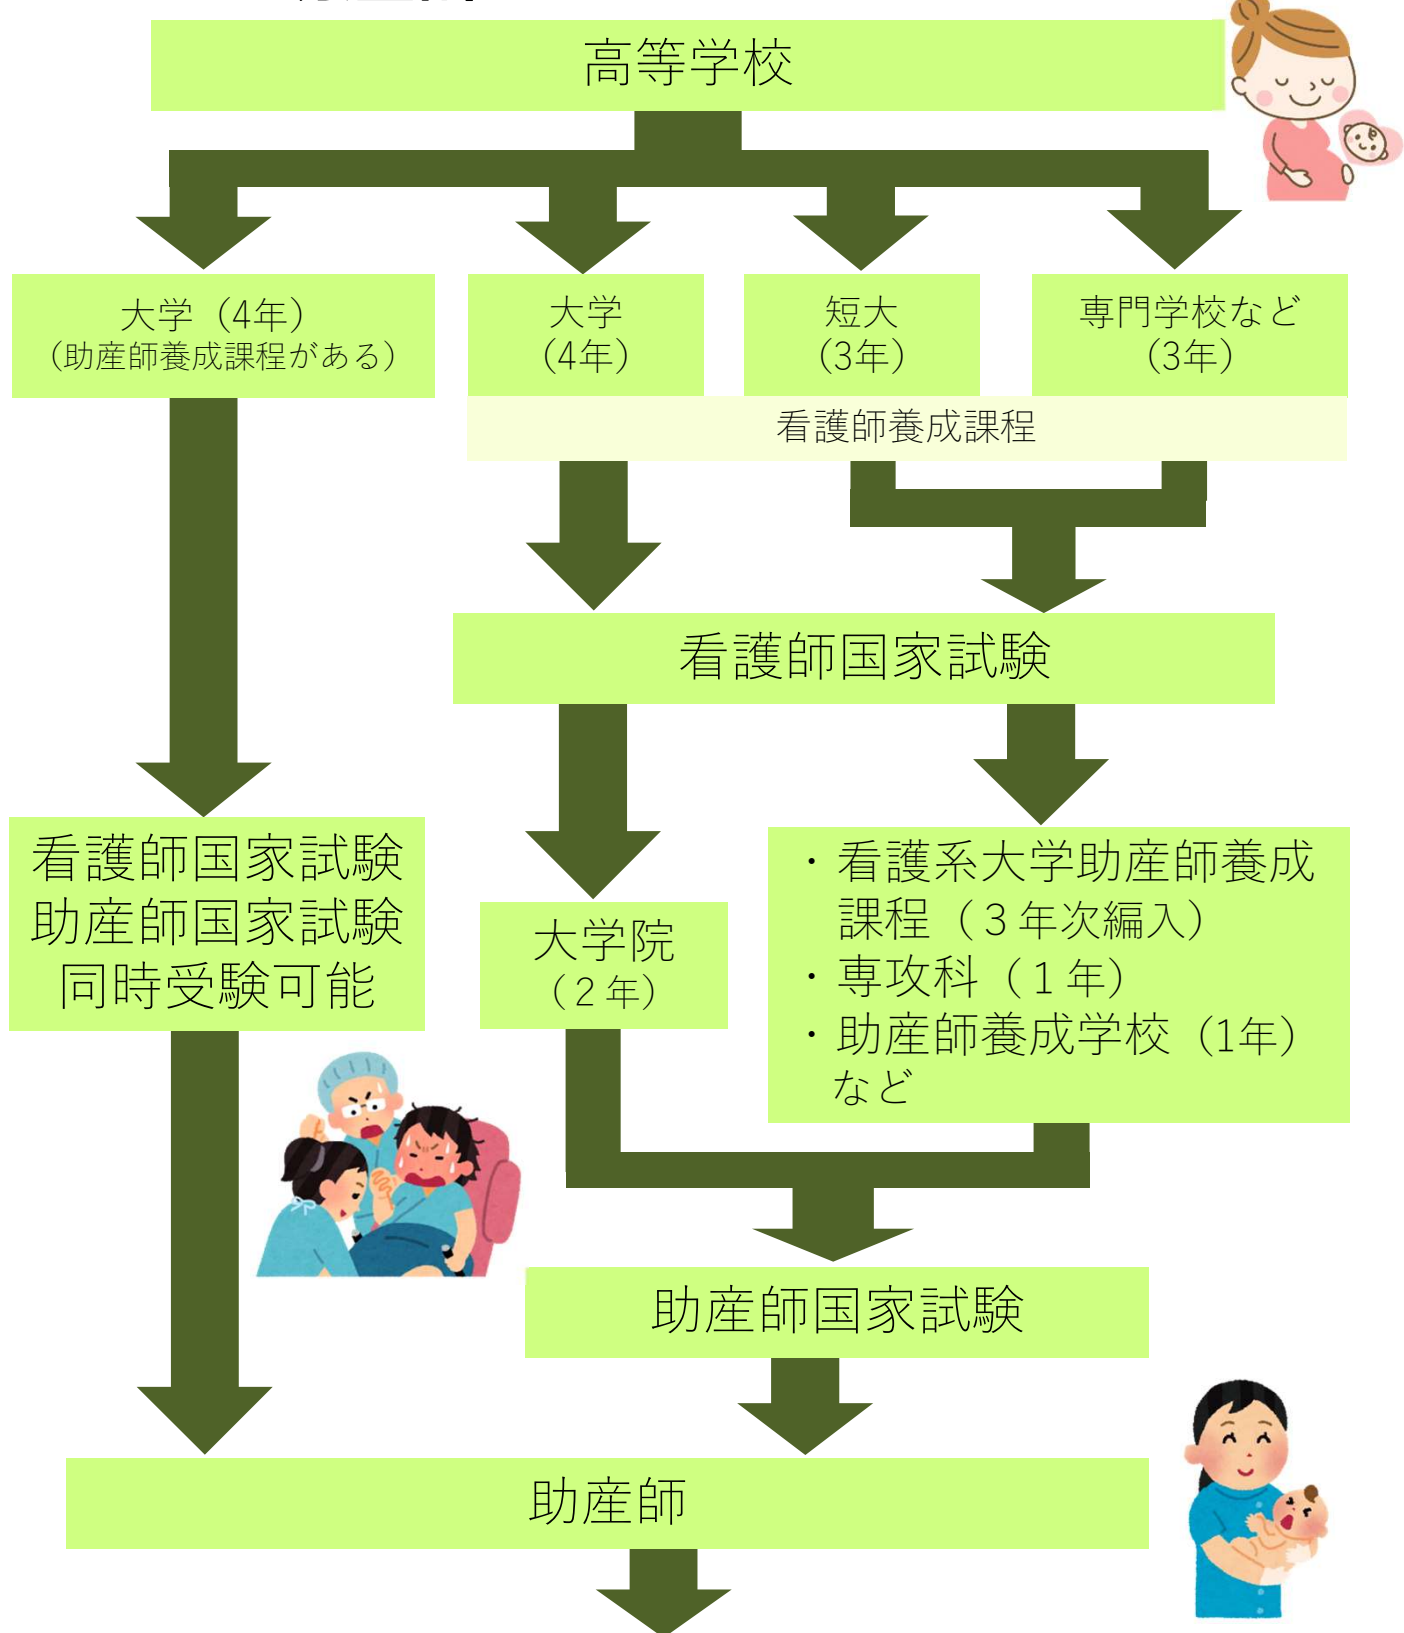 高等学校
大学（4年）
（助産師養成課程がある）
大学
（4年）
短大
（3年）
専門学校など
（3年）
看護師養成課程
看護師国家試験
看護師国家試験
助産師国家試験
同時受験可能
大学院
（２年）
・看護系大学助産師養成
課程（３年次編入）
・専攻科（１年）
・助産師養成学校（1年）
など
助産師国家試験
助産師